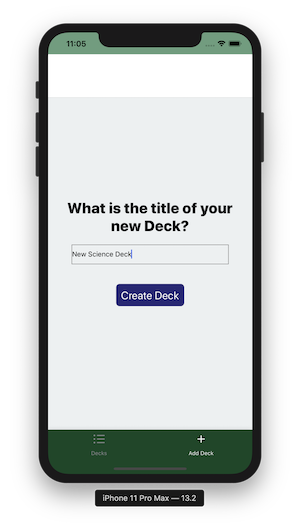 11:05
What is the title of your
new Deck?
New Science Deck
Create Deck
Decks
Add Deck
iPhone 11 Pro Max — 13.2